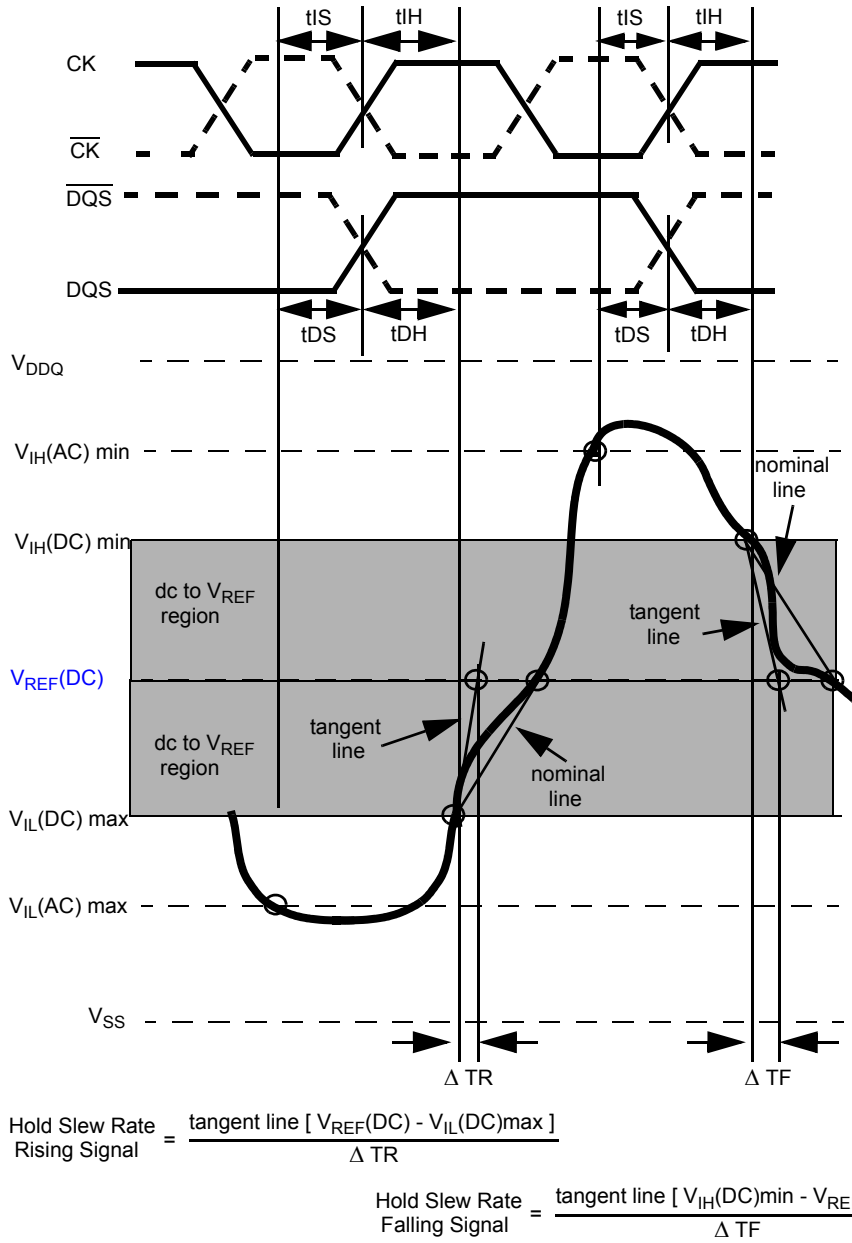 tIS tIH tIS tIH
CK
CK
DQS
DQS
tDS tDH tDS tDH
VDDQ
VIH(AC) min
nominal
line
VIH(DC) min
dc to VREF
region
tangent
line
VREF(DC)
tangent
line
dc to VREF
region
nominal
line
VIL(DC) max
VIL(AC) max
VSS
Δ TR Δ TF
Hold Slew Rate
Rising Signal = tangent line [ VREF(DC) - VIL(DC)max ]
Δ TR
Hold Slew Rate
Falling Signal = tangent line [ VIH(DC)min - VRE
Δ TF